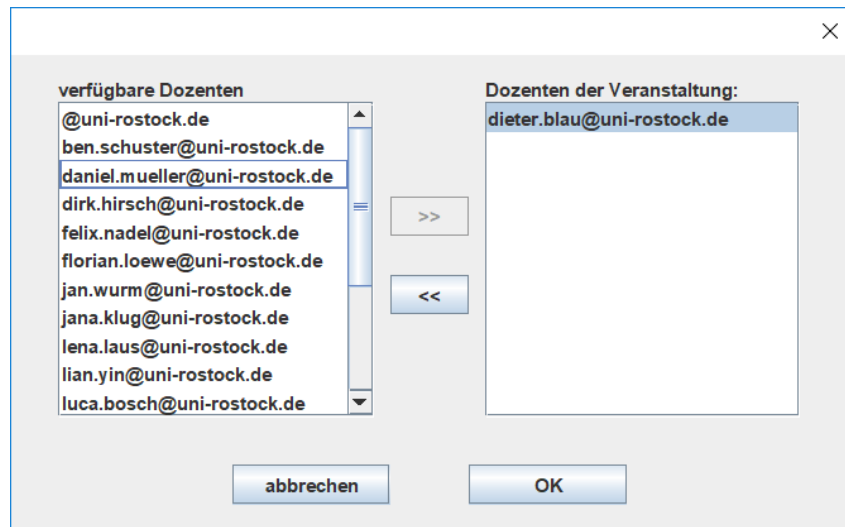 verfügbare Dozenten
@uni-rostock.de
ben.schuster@uni-rostock.de
daniel.mueller@uni-rostock.de
dirk.hirsch@uni-rostock.de
felix.nadel@uni-rostock.de
florian.loewe@uni-rostock.de
jan.wurm@uni-rostock.de
jana.klug@uni-rostock.de
lena.laus@uni-rostock.de
lian.yin@uni-rostock.de
luca.bosch@uni-rostock.de
>>
<<
Dozenten der Veranstaltung:
dieter.blau@uni-rostock.de
abbrechen
OK